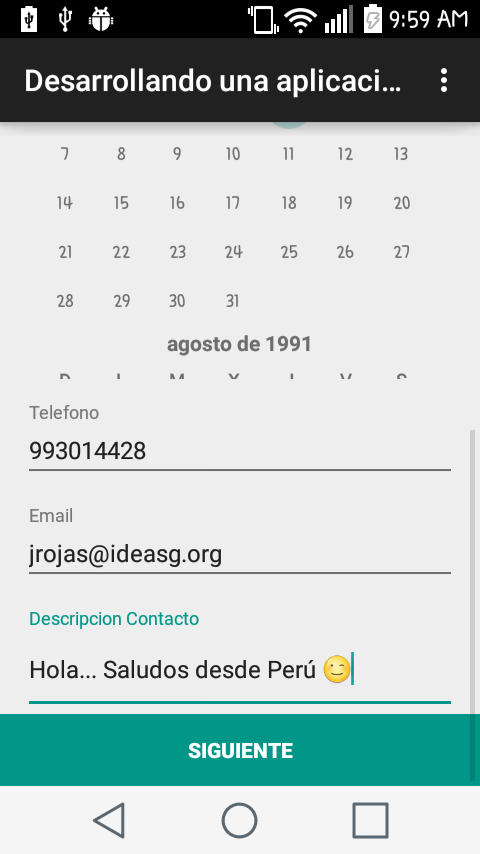 9:59 AM
Desarrollando una aplicaci...
7 8 9 10 11 12 13
14 15 16 17 18 19 20
21 22 23 24 25 26 27
28 29 30 31
agosto de 1991
Telefono
993014428
Email
jrojas@ideasg.org
Descripcion Contacto
Hola... Saludos desde Perú 😉
SIGUIENTE